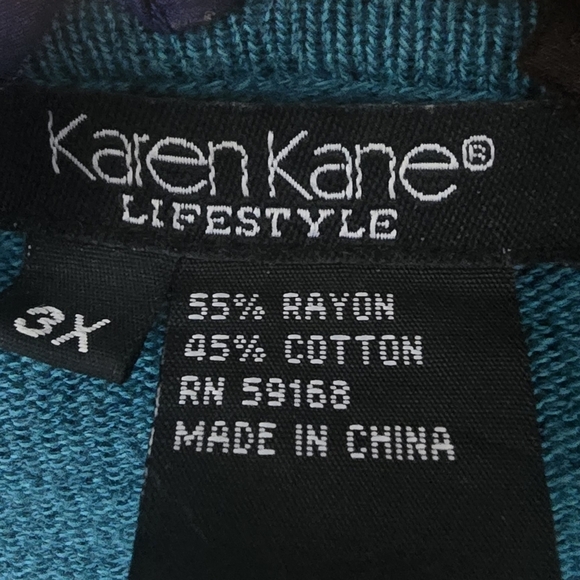 Karen Kane®
LIFESTYLE
3X
55% RAYON
45% COTTON
RN 59168
MADE IN CHINA